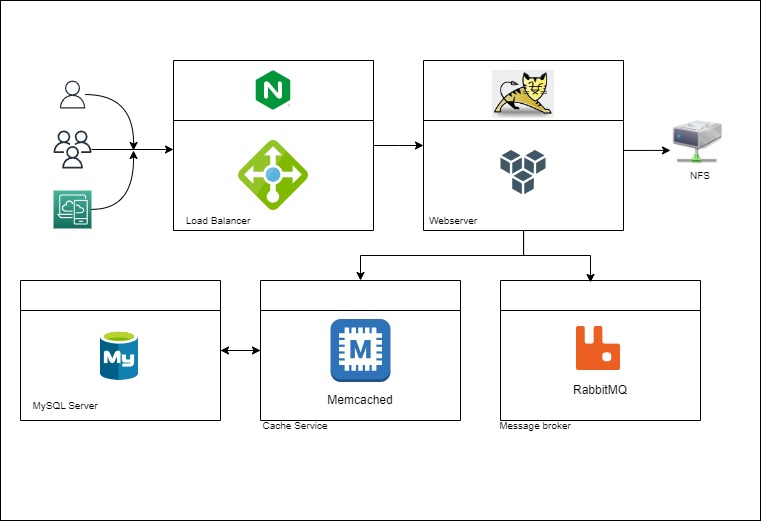 N
Load Balancer
Webserver
NFS
My
MySQL Server
M
Memcached
Cache Service
RabbitMQ
Message broker